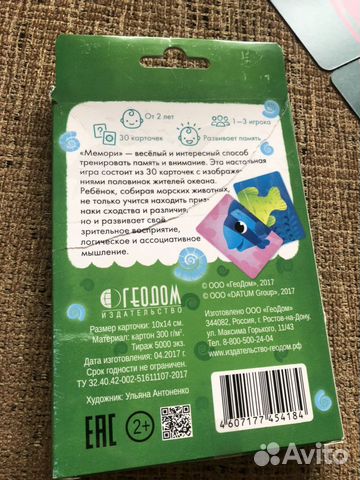 От 2 лет
1–3 игрока
30 карточек
Развивает память
«Мемори» — весёлый и интересный способ
тренировать память и внимание. Эта настольная
игра состоит из 30 карточек с изображе-
ниями половинок жителей океана.
Ребёнок, собирая морских животных,
не только учится находить приз
наки сходства и различия,
но и развивает своё
зрительное восприятие,
логическое и ассоциативное
мышление.
ГЕОДОМ
ИЗДАТЕЛЬСТВО
© ООО «ГеоДом», 2017
© ООО «DATUM Group», 2017
Размер карточки: 10х14 см.
Материал: картон 300 г/м².
Тираж 5000 экз.
Дата изготовления: 04.2017 г.
Срок годности не ограничен.
ТУ 32.40.42-002-51611107-2017
Художник: Ульяна Антоненко
Изготовлено ООО «ГеоДом»
344082, Россия, г. Ростов-на-Дону,
ул. Максима Горького, 11/43
Тел.: 8-800-500-24-04
www.издательство-геодом.рф
EAC
2+
4607177454184
Avito